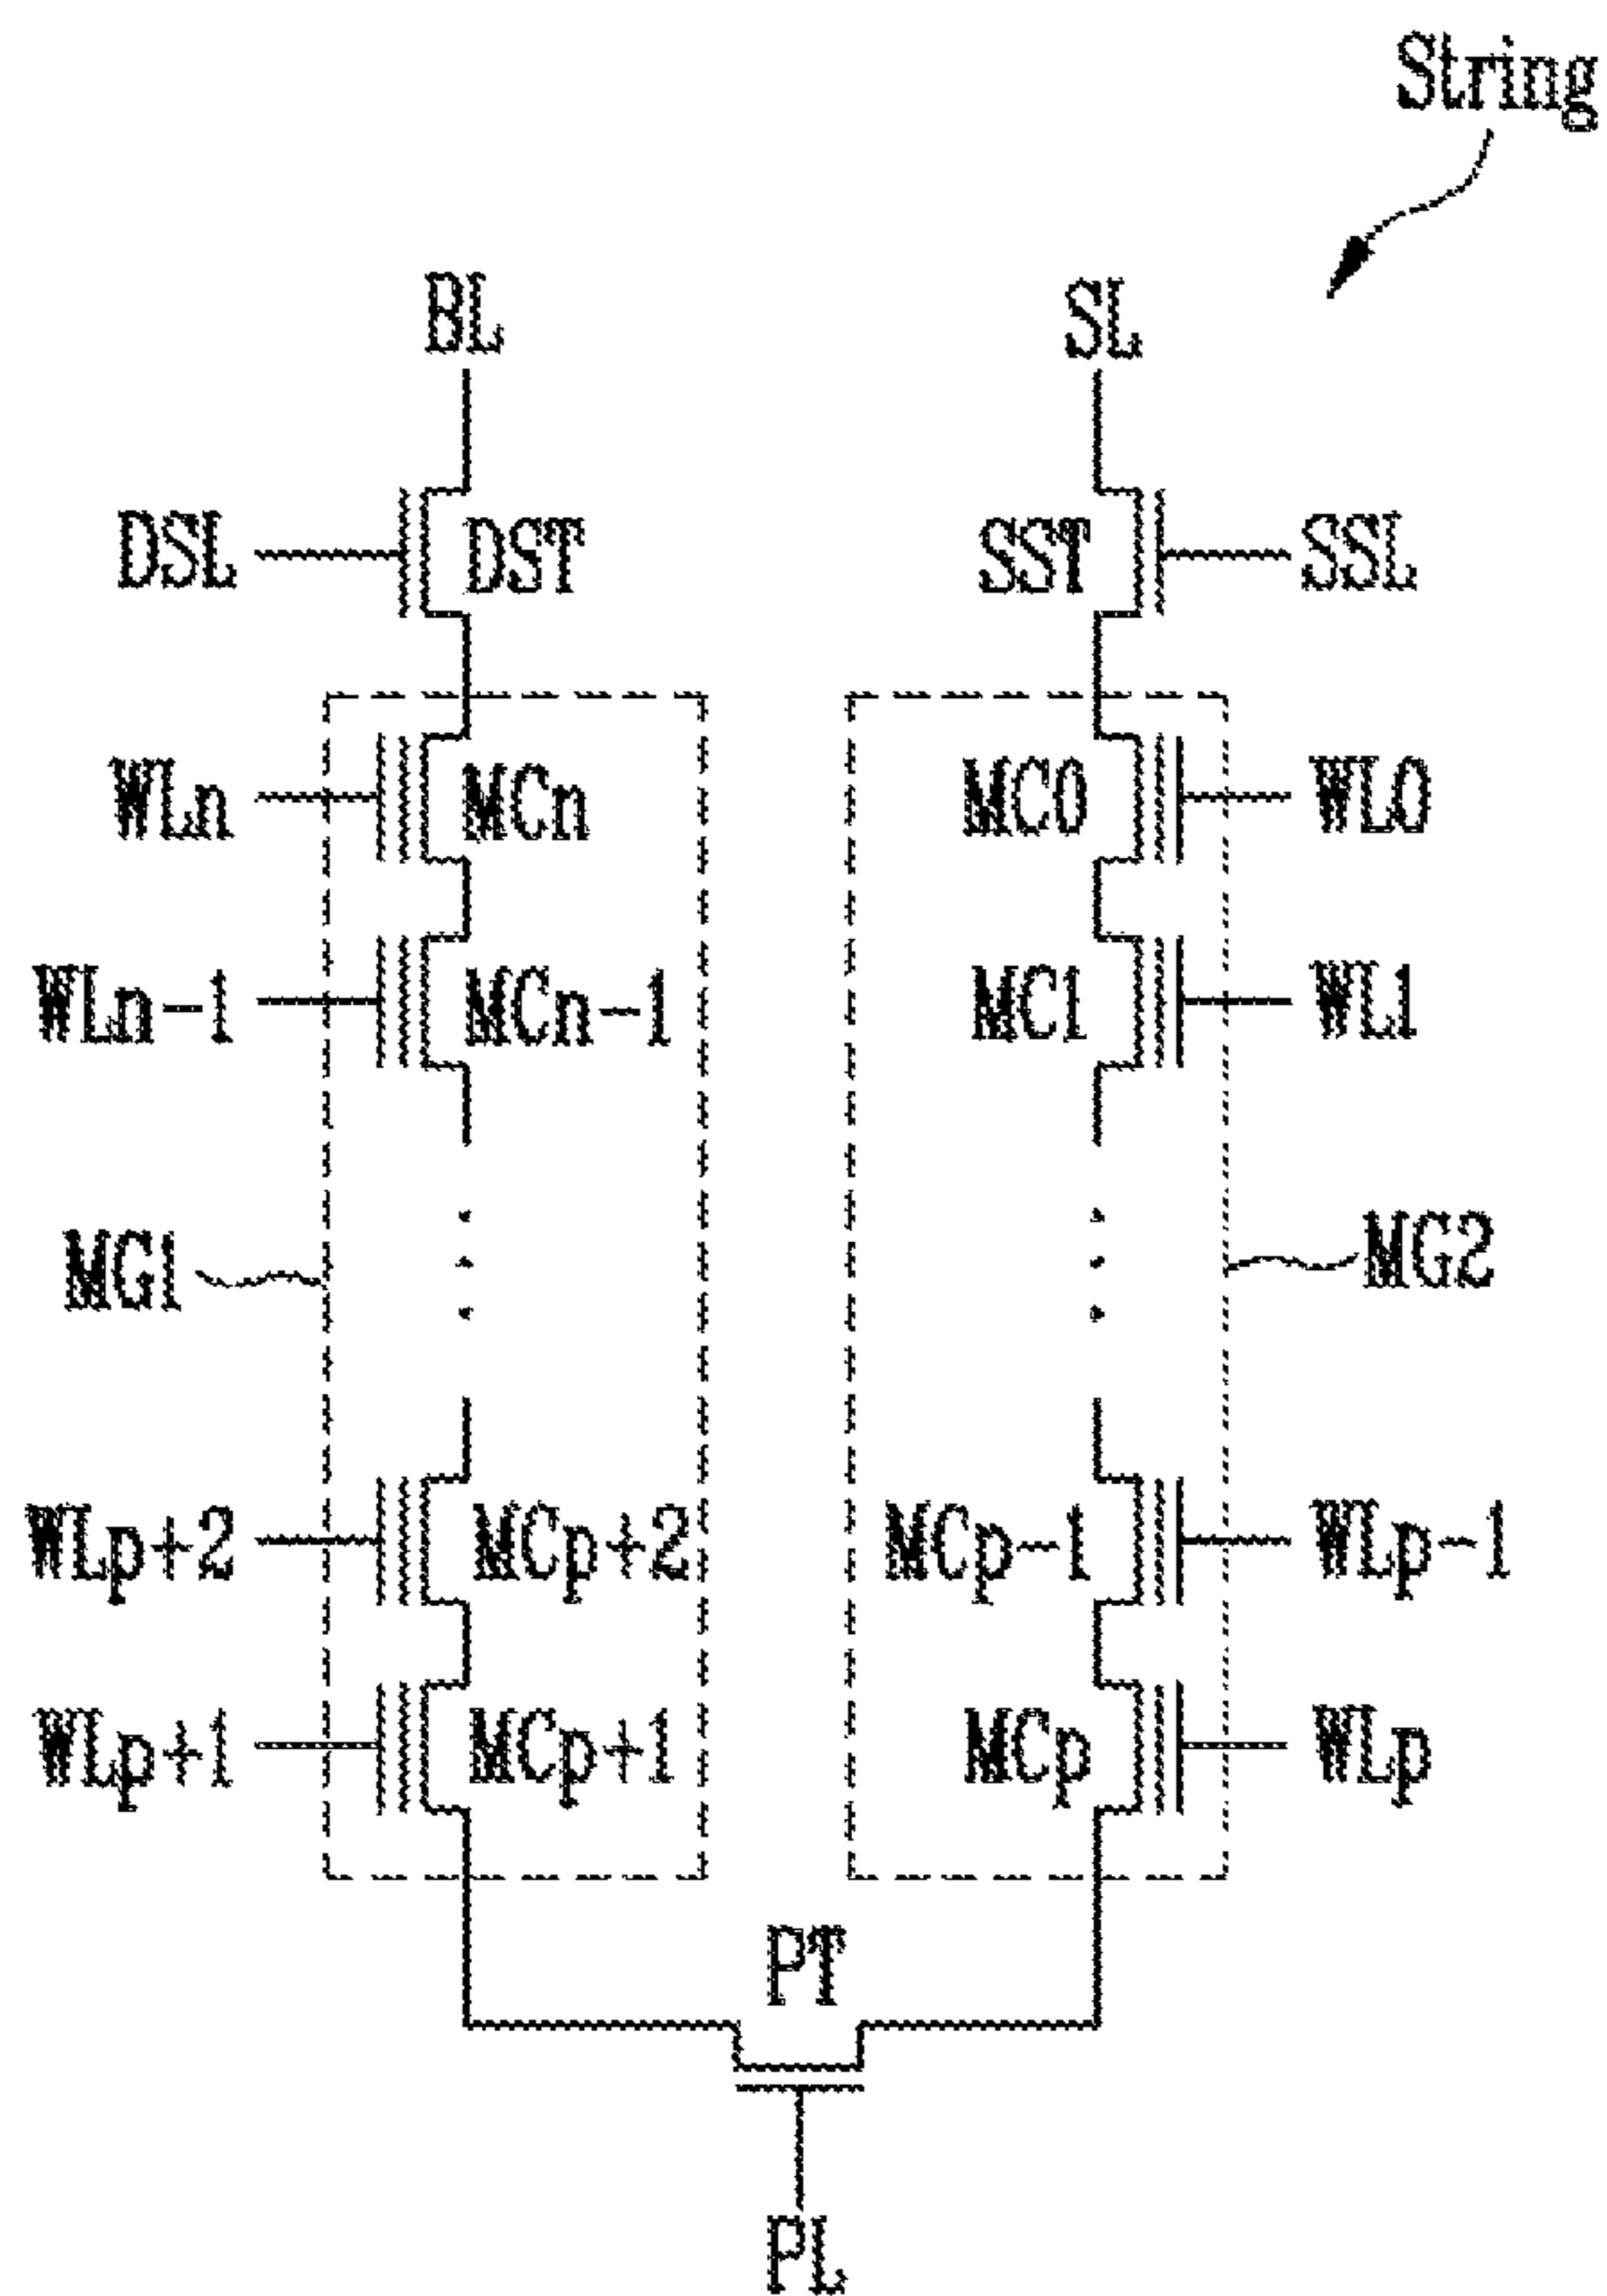 String
BL SL
DSL DST SST SSL
WLn MCn MC0 WL0
WLn-1 MCn-1 MC1 WL1
MG1 MG2
WLp+2 MCp+2 MCp-1 WLp-1
WLp+1 MCp+1 MCp WLp
PT
PL